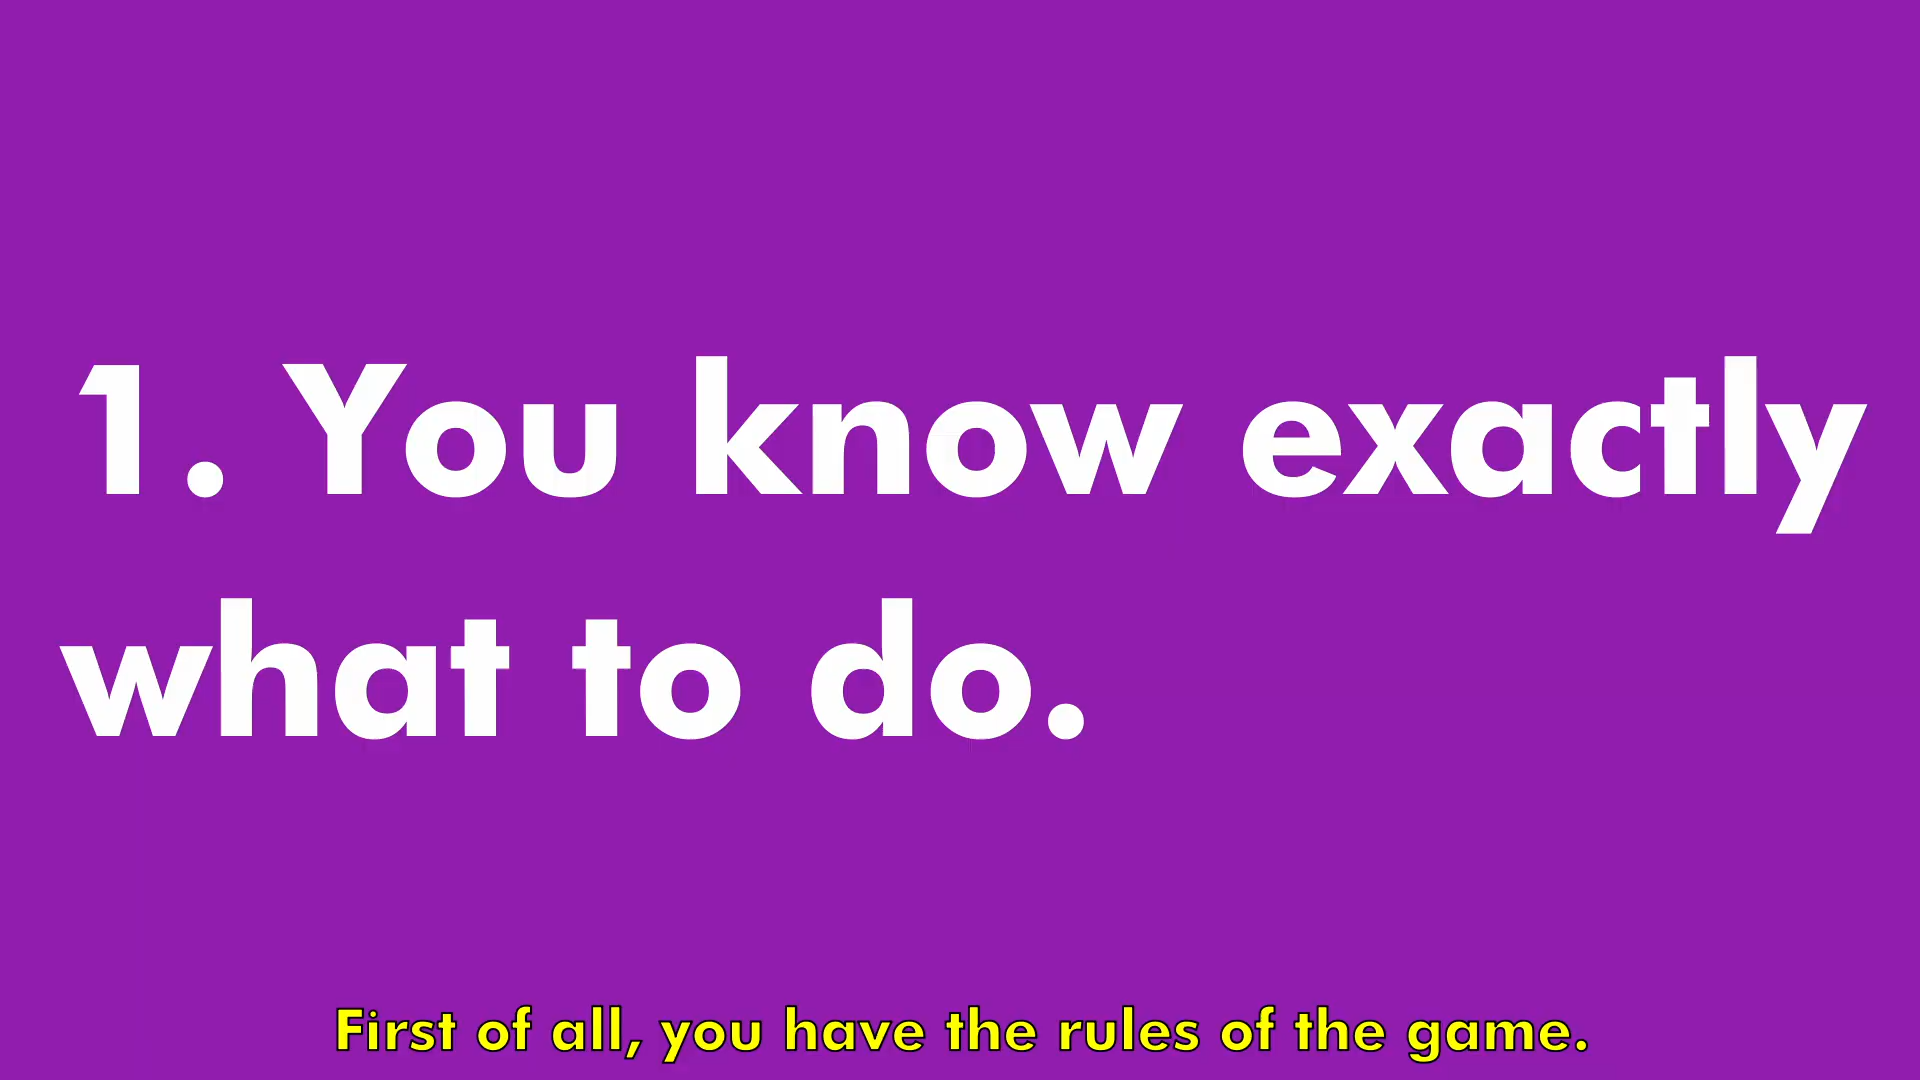 1. You know exactly
what to do.
First of all, you have the rules of the game.